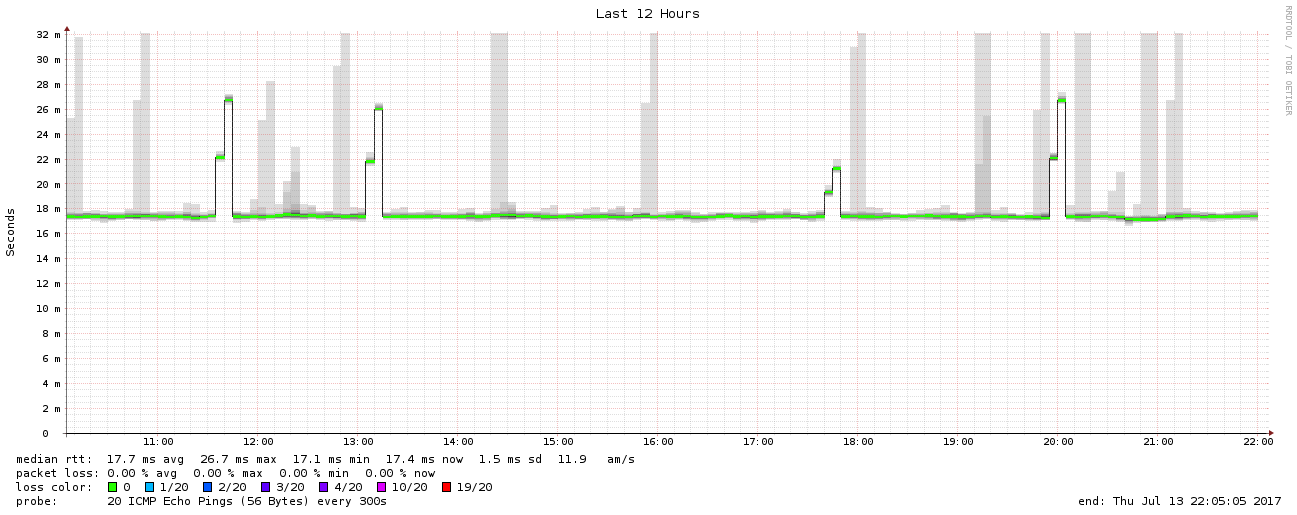 Last 12 Hours
RRDTOOL / TOBI OETIKER
Seconds
32 m
30 m
28 m
26 m
24 m
22 m
20 m
18 m
16 m
14 m
12 m
10 m
8 m
6 m
4 m
2 m
0
11:00 12:00 13:00 14:00 15:00 16:00 17:00 18:00 19:00 20:00 21:00 22:00
median rtt: 17.7 ms avg 26.7 ms max 17.1 ms min 17.4 ms now 1.5 ms sd 11.9 am/s
packet loss: 0.00 % avg 0.00 % max 0.00 % min 0.00 % now
loss color: 0 1/20 2/20 3/20 4/20 10/20 19/20
probe: 20 ICMP Echo Pings (56 Bytes) every 300s end: Thu Jul 13 22:05:05 2017